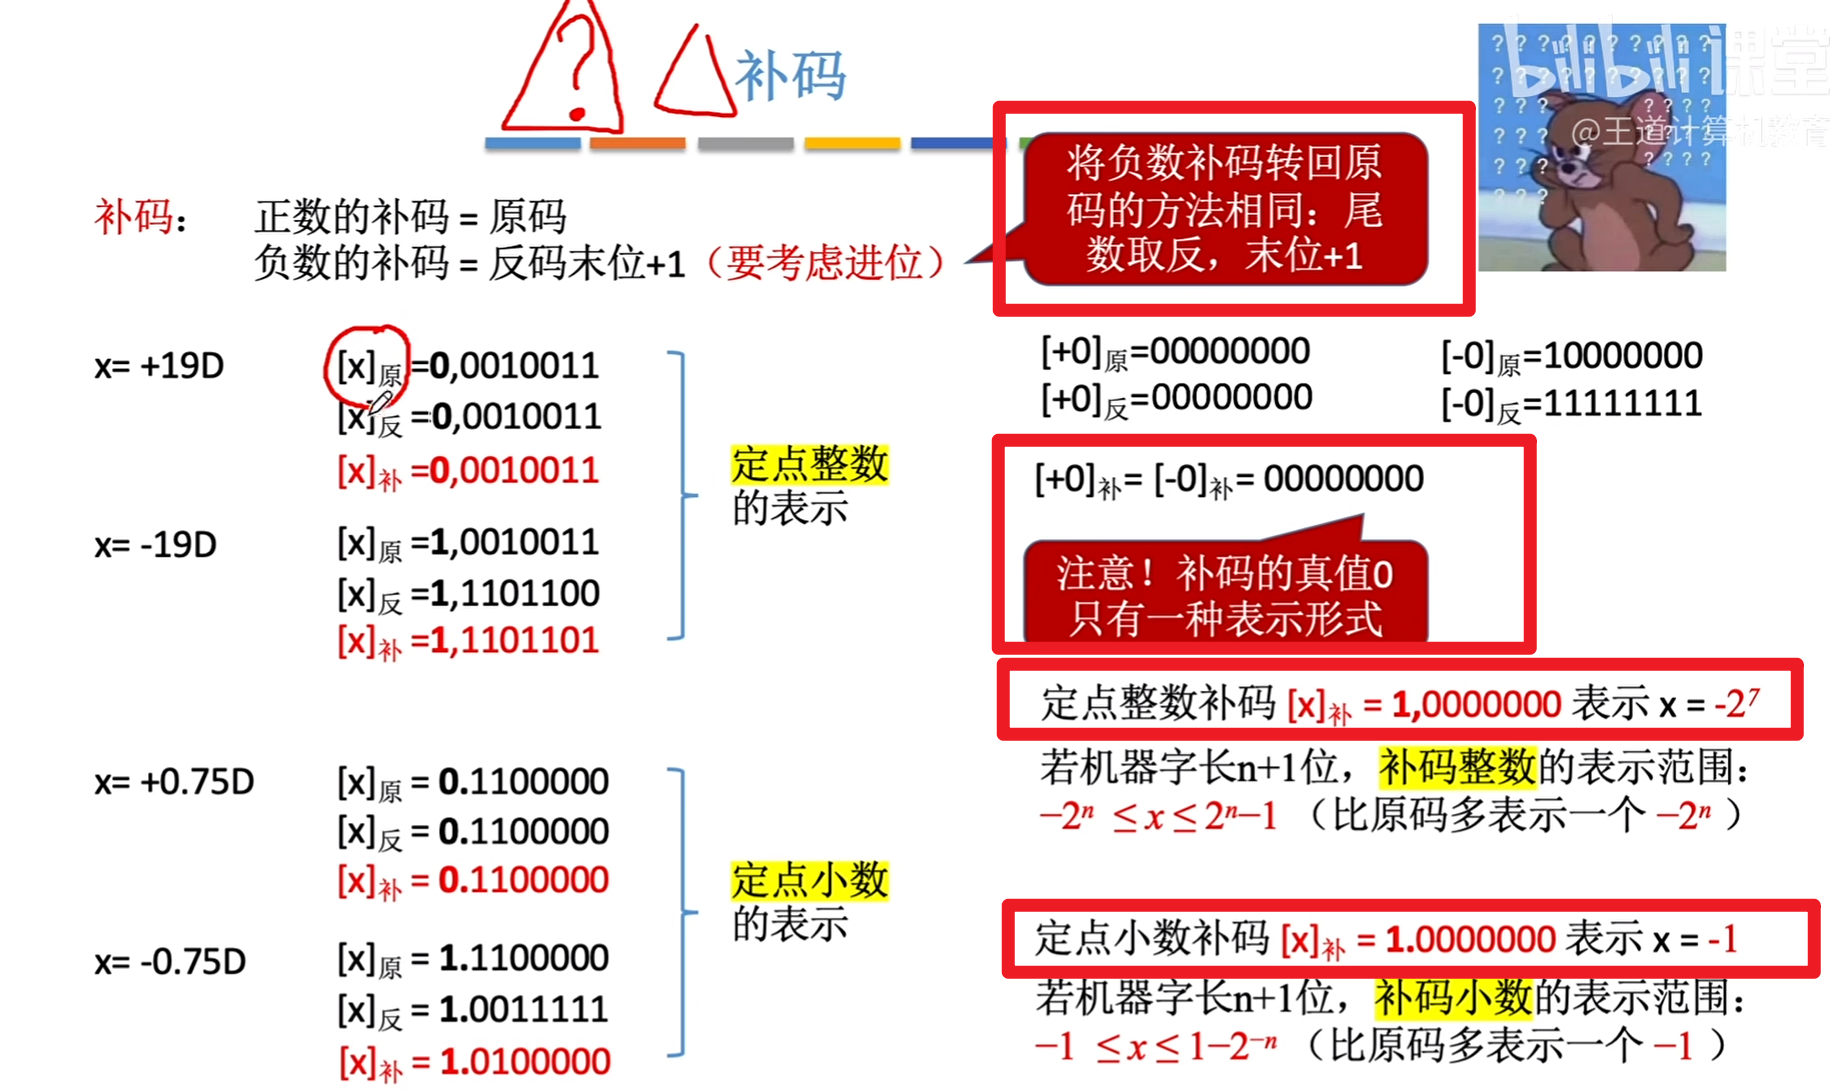 补码
bilibili课堂
@王道计算机教育
补码： 正数的补码 = 原码
负数的补码 = 反码末位+1（要考虑进位）
将负数补码转回原
码的方法相同：尾
数取反，末位+1
x= +19D
[x]原=0,0010011
[x]反=0,0010011
[x]补=0,0010011
x= -19D
[x]原=1,0010011
[x]反=1,1101100
[x]补=1,1101101
定点整数
的表示
x= +0.75D
[x]原= 0.1100000
[x]反= 0.1100000
[x]补= 0.1100000
x= -0.75D
[x]原= 1.1100000
[x]反= 1.0011111
[x]补= 1.0100000
定点小数
的表示
[+0]原=00000000
[+0]反=00000000
[-0]原=10000000
[-0]反=11111111
[+0]补= [-0]补= 00000000
注意！补码的真值0
只有一种表示形式
定点整数补码 [x]补 = 1,0000000 表示 x = -2⁷
若机器字长n+1位，补码整数的表示范围：
−2ⁿ ≤ x ≤ 2ⁿ−1 （比原码多表示一个 −2ⁿ ）
定点小数补码 [x]补 = 1.0000000 表示 x = -1
若机器字长n+1位，补码小数的表示范围：
−1 ≤ x ≤ 1−2⁻ⁿ （比原码多表示一个 −1 ）